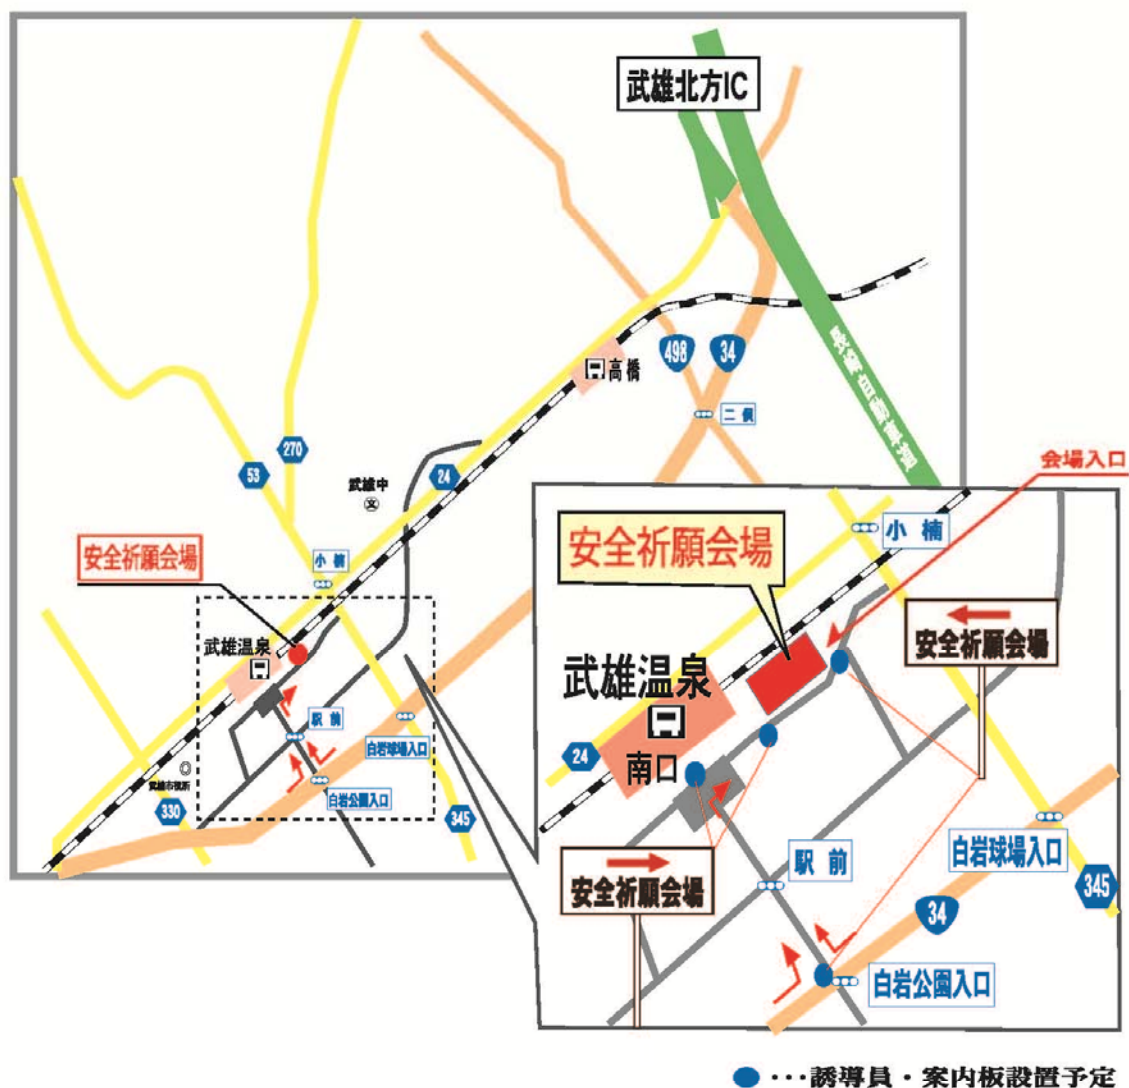 武雄北方IC
長崎自動車道
高橋
498
34
二俣
270
53
24
武雄中
文
小楠
安全祈願会場
武雄温泉
駅前
白岩球場入口
白岩公園入口
武雄市役所
330
345
会場入口
小楠
安全祈願会場
安全祈願会場
武雄温泉
南口
24
駅前
白岩球場入口
安全祈願会場
34
345
白岩公園入口
●･･･誘導員・案内板設置予定